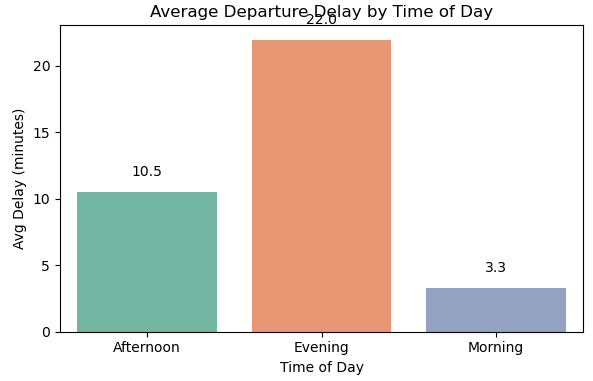 Average Departure Delay by Time of Day
22.0
20
15
10.5
10
5
3.3
0
Avg Delay (minutes)
Afternoon Evening Morning
Time of Day